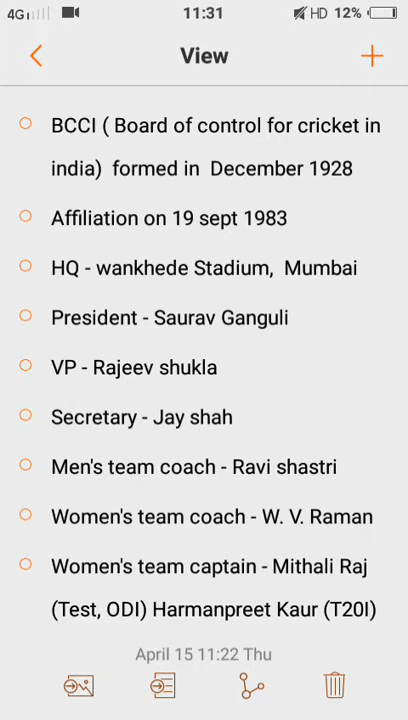 4G 11:31 HD 12%
View
BCCI ( Board of control for cricket in
india)  formed in  December 1928
Affiliation on 19 sept 1983
HQ - wankhede Stadium,  Mumbai
President - Saurav Ganguli
VP - Rajeev shukla
Secretary - Jay shah
Men's team coach - Ravi shastri
Women's team coach - W. V. Raman
Women's team captain - Mithali Raj
(Test, ODI) Harmanpreet Kaur (T20I)
April 15 11:22 Thu